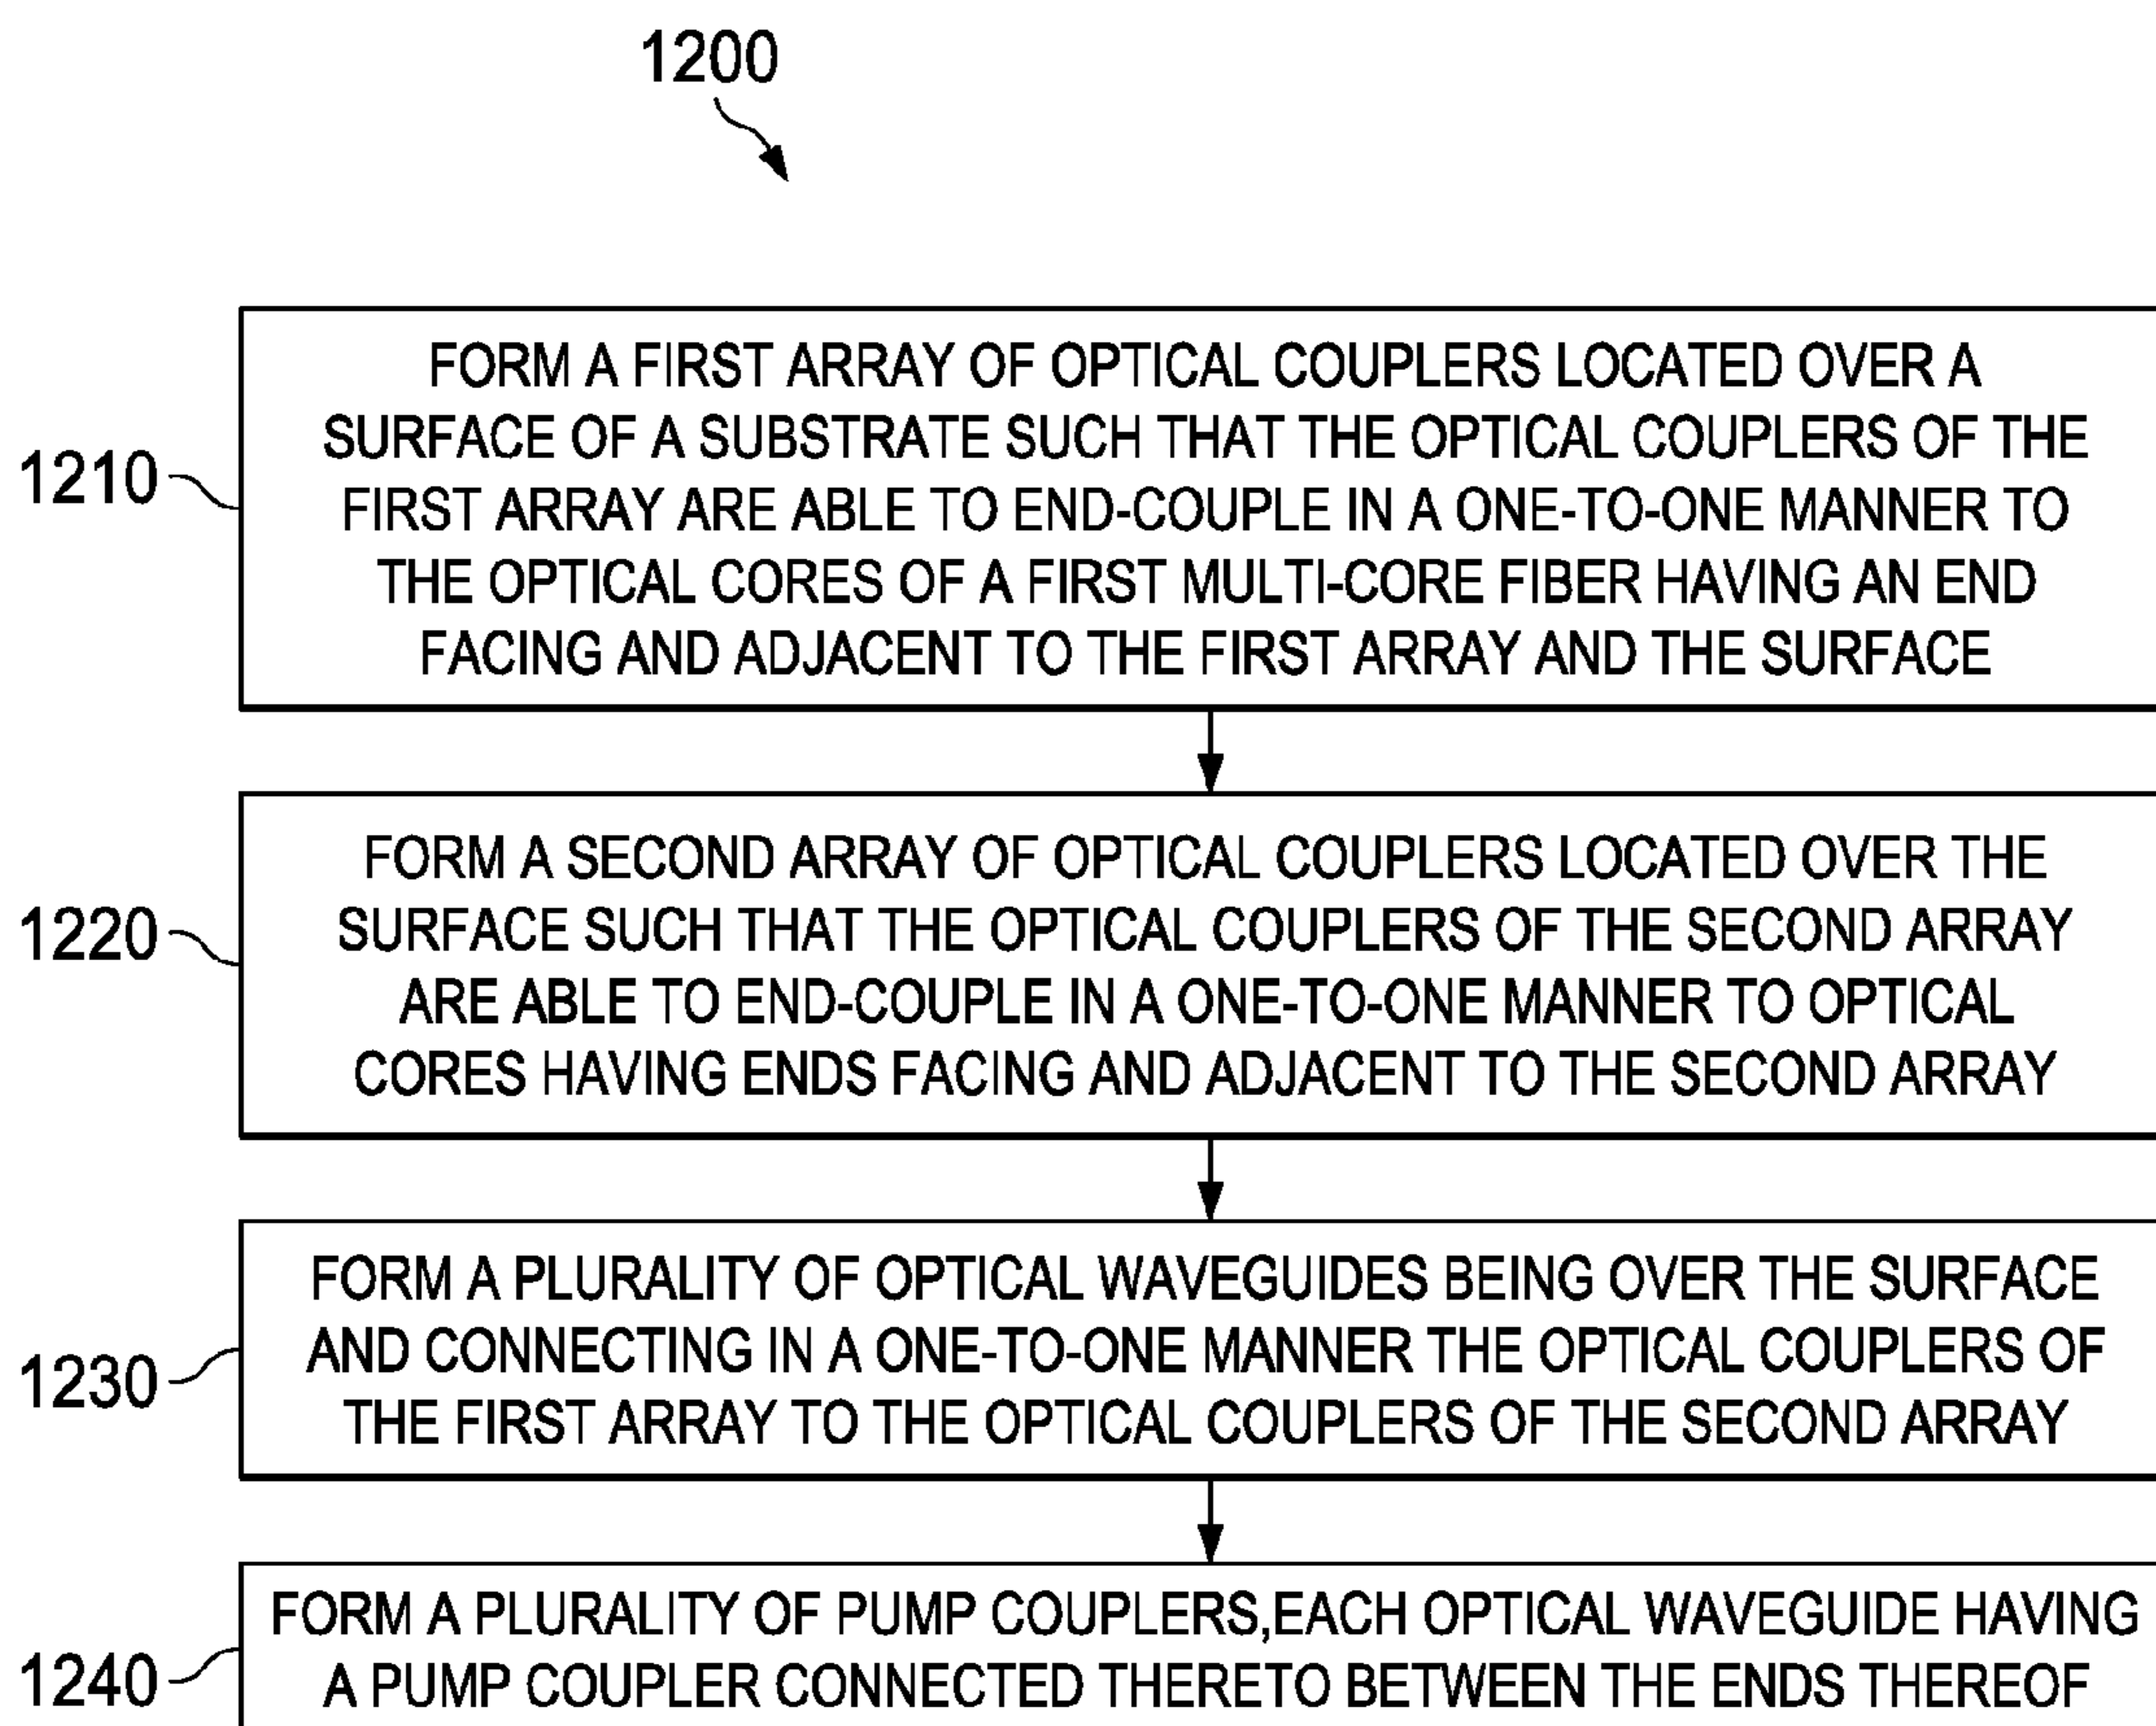 1200
1210
FORM A FIRST ARRAY OF OPTICAL COUPLERS LOCATED OVER A
SURFACE OF A SUBSTRATE SUCH THAT THE OPTICAL COUPLERS OF THE
FIRST ARRAY ARE ABLE TO END-COUPLE IN A ONE-TO-ONE MANNER TO
THE OPTICAL CORES OF A FIRST MULTI-CORE FIBER HAVING AN END
FACING AND ADJACENT TO THE FIRST ARRAY AND THE SURFACE
1220
FORM A SECOND ARRAY OF OPTICAL COUPLERS LOCATED OVER THE
SURFACE SUCH THAT THE OPTICAL COUPLERS OF THE SECOND ARRAY
ARE ABLE TO END-COUPLE IN A ONE-TO-ONE MANNER TO OPTICAL
CORES HAVING ENDS FACING AND ADJACENT TO THE SECOND ARRAY
1230
FORM A PLURALITY OF OPTICAL WAVEGUIDES BEING OVER THE SURFACE
AND CONNECTING IN A ONE-TO-ONE MANNER THE OPTICAL COUPLERS OF
THE FIRST ARRAY TO THE OPTICAL COUPLERS OF THE SECOND ARRAY
1240
FORM A PLURALITY OF PUMP COUPLERS,EACH OPTICAL WAVEGUIDE HAVING
A PUMP COUPLER CONNECTED THERETO BETWEEN THE ENDS THEREOF